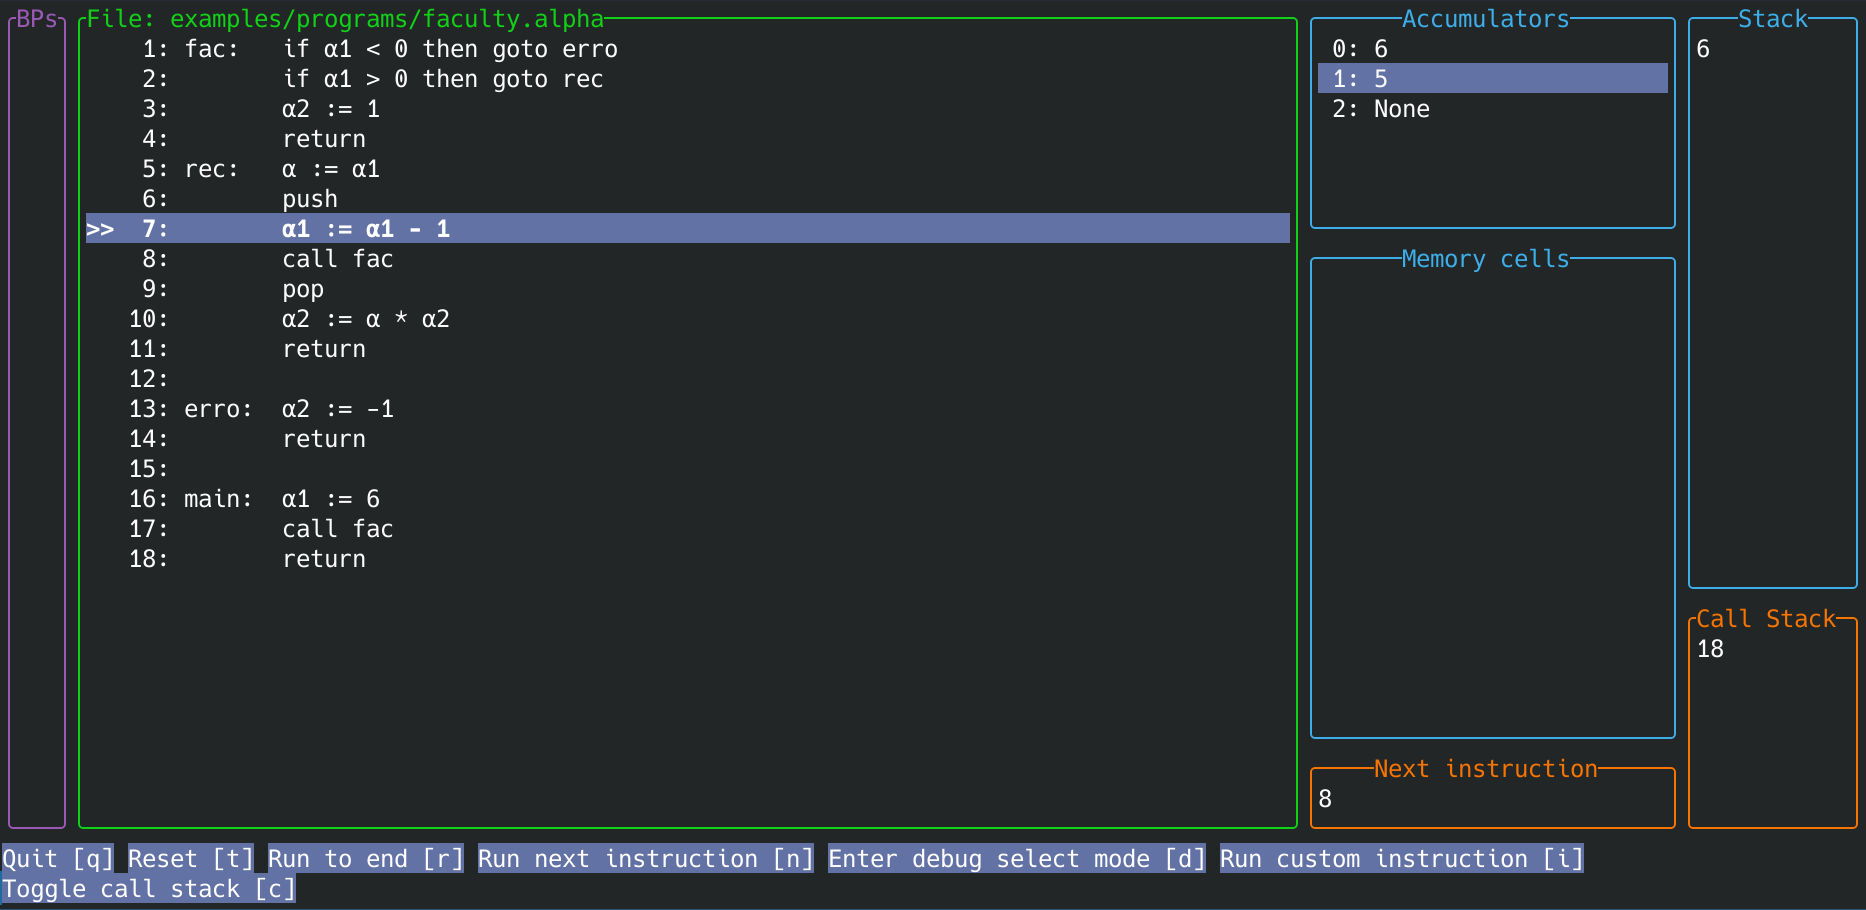 BPs
File: examples/programs/faculty.alpha
1: fac:   if α1 < 0 then goto erro
2:        if α1 > 0 then goto rec
3:        α2 := 1
4:        return
5: rec:   α := α1
6:        push
>>  7:        α1 := α1 - 1
8:        call fac
9:        pop
10:        α2 := α * α2
11:        return
12:
13: erro:  α2 := -1
14:        return
15:
16: main:  α1 := 6
17:        call fac
18:        return
Accumulators
0: 6
1: 5
2: None
Memory cells
Next instruction
8
Stack
6
Call Stack
18
Quit [q] Reset [t] Run to end [r] Run next instruction [n] Enter debug select mode [d] Run custom instruction [i]
Toggle call stack [c]